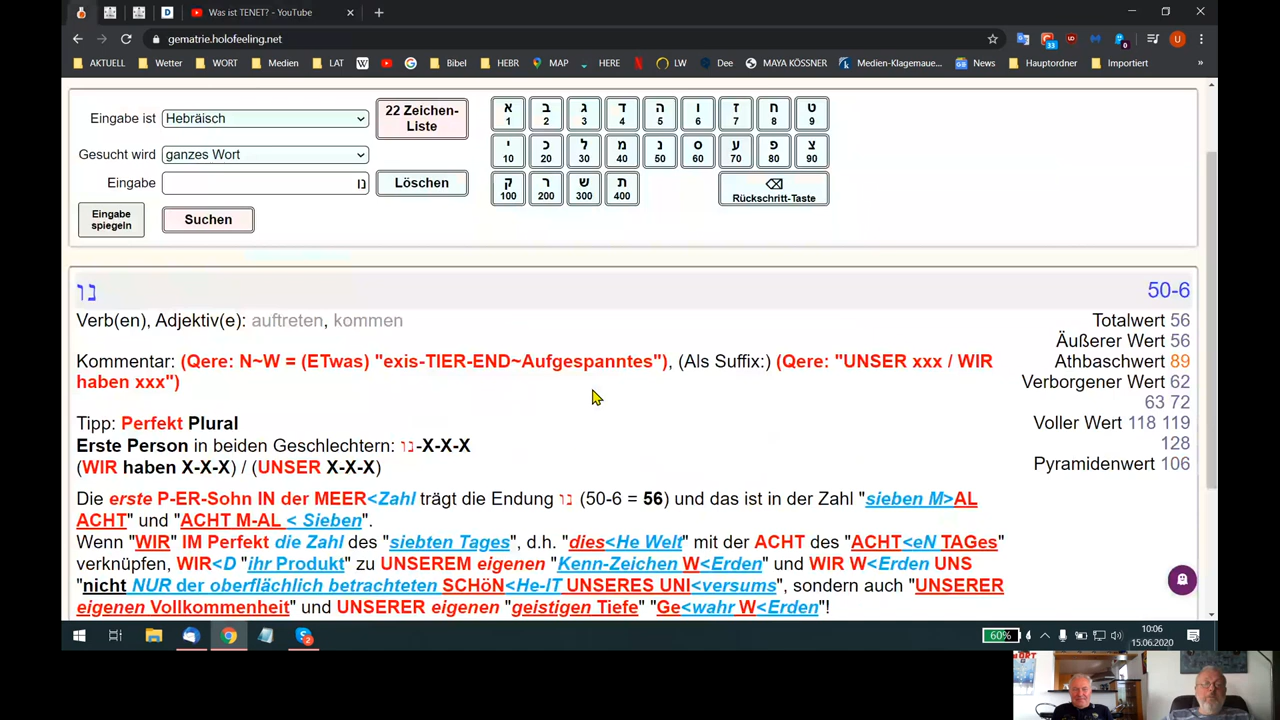 Was ist TENET? - YouTube
gematrie.holofeeling.net
33
0
U
AKTUELL Wetter WORT Medien LAT Bibel HEBR MAP HERE LW Dee MAYA KÖSSNER Medien-Klagemaue... News Hauptordner Importiert
Eingabe ist Hebräisch
22 Zeichen-Liste
Gesucht wird ganzes Wort
Eingabe נו
Löschen
Eingabe spiegeln
Suchen
א ב ג ד ה ו ז ח ט
1 2 3 4 5 6 7 8 9
י כ ל מ נ ס ע פ צ
10 20 30 40 50 60 70 80 90
ק ר ש ת
100 200 300 400
Rückschritt-Taste
נו 50-6
Verb(en), Adjektiv(e): auftreten, kommen
Totalwert 56
Äußerer Wert 56
Athbaschwert 89
Verborgener Wert 62
63 72
Voller Wert 118 119
128
Pyramidenwert 106
Kommentar: (Qere: N~W = (ETwas) "exis-TIER-END~Aufgespanntes"), (Als Suffix:) (Qere: "UNSER xxx / WIR
haben xxx")
Tipp: Perfekt Plural
Erste Person in beiden Geschlechtern: נו-X-X-X
(WIR haben X-X-X) / (UNSER X-X-X)
Die erste P-ER-Sohn IN der MEER<Zahl trägt die Endung נו (50-6 = 56) und das ist in der Zahl "sieben M>AL
ACHT" und "ACHT M-AL < Sieben".
Wenn "WIR" IM Perfekt die Zahl des "siebten Tages", d.h. "dies<He Welt" mit der ACHT des "ACHT<eN TAGes"
verknüpfen, WIR<D "ihr Produkt" zu UNSEREM eigenen "Kenn-Zeichen W<Erden" und WIR W<Erden UNS
"nicht NUR der oberflächlich betrachteten SCHöN<He-IT UNSERES UNI<versums", sondern auch "UNSERER
eigenen Vollkommenheit" und UNSERER eigenen "geistigen Tiefe" "Ge<wahr W<Erden"!
60%
10:06
15.06.2020